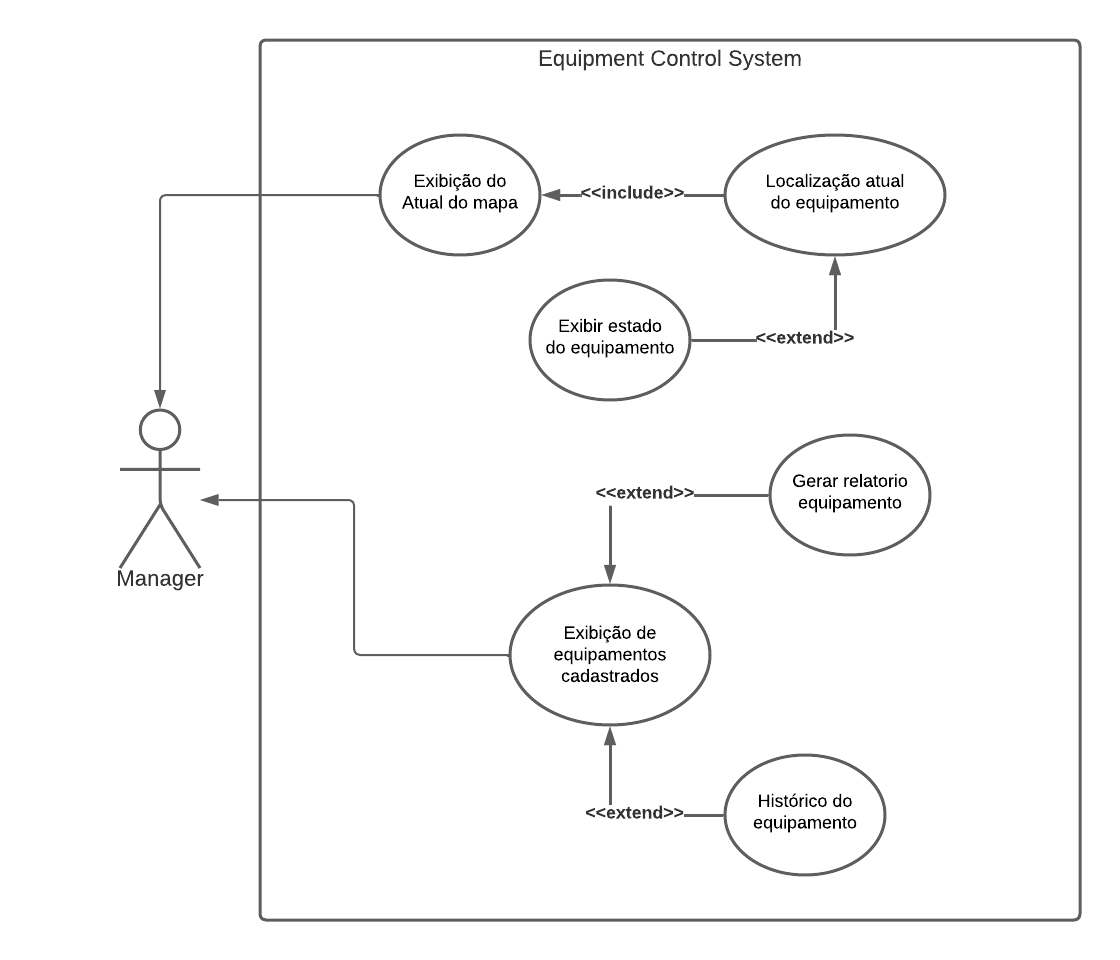 Equipment Control System
Exibição do
Atual do mapa
<<include>>
Localização atual
do equipamento
Exibir estado
do equipamento
<<extend>>
Gerar relatorio
equipamento
<<extend>>
Manager
Exibição de
equipamentos
cadastrados
Histórico do
equipamento
<<extend>>